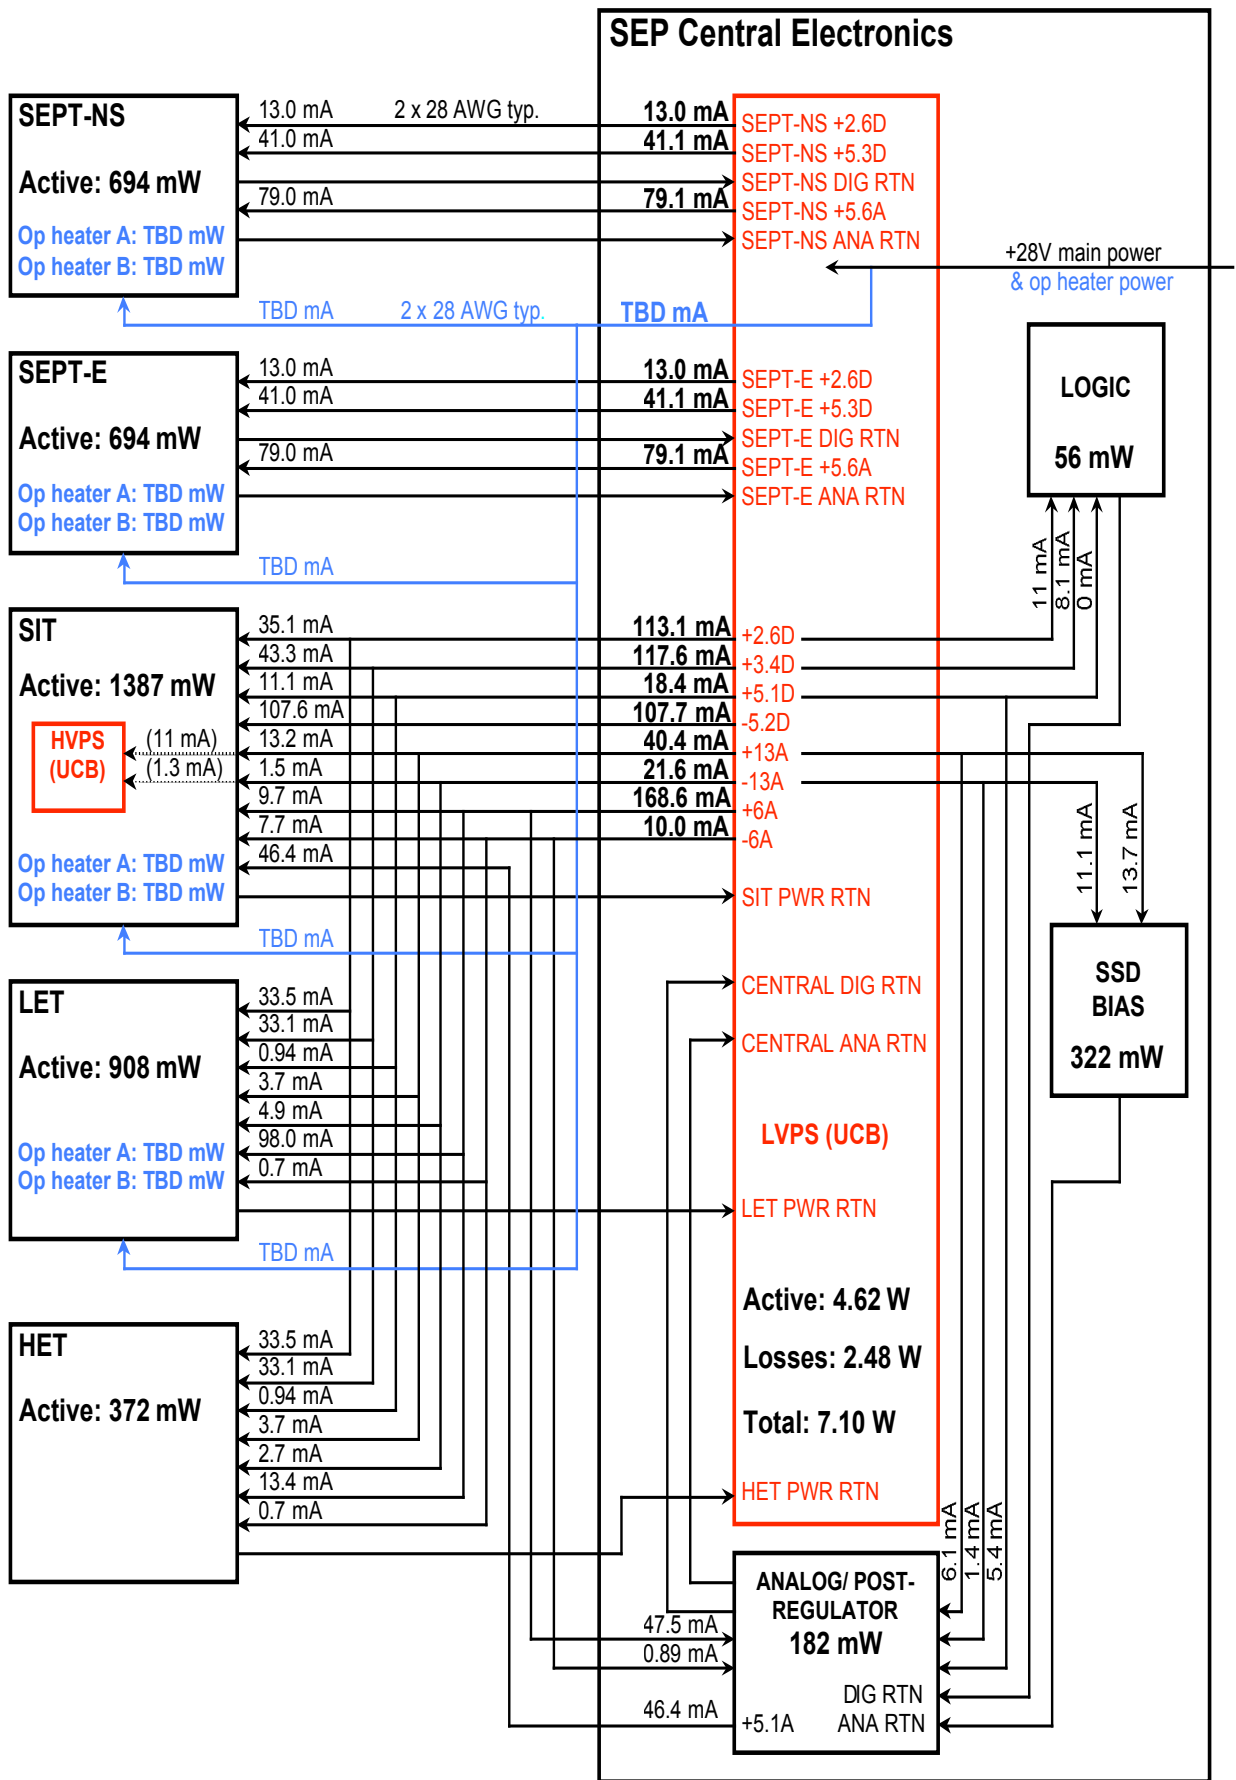 SEP Central Electronics
SEPT-NS
Active: 694 mW
Op heater A: TBD mW
Op heater B: TBD mW
13.0 mA
2 x 28 AWG typ.
13.0 mA
SEPT-NS +2.6D
41.0 mA
41.1 mA
SEPT-NS +5.3D
SEPT-NS DIG RTN
79.0 mA
79.1 mA
SEPT-NS +5.6A
SEPT-NS ANA RTN
+28V main power
& op heater power
TBD mA
2 x 28 AWG typ.
TBD mA
SEPT-E
Active: 694 mW
Op heater A: TBD mW
Op heater B: TBD mW
13.0 mA
13.0 mA
SEPT-E +2.6D
41.0 mA
41.1 mA
SEPT-E +5.3D
SEPT-E DIG RTN
79.0 mA
79.1 mA
SEPT-E +5.6A
SEPT-E ANA RTN
TBD mA
LOGIC
56 mW
11 mA
8.1 mA
0 mA
SIT
Active: 1387 mW
HVPS
(UCB)
(11 mA)
(1.3 mA)
Op heater A: TBD mW
Op heater B: TBD mW
35.1 mA
113.1 mA
+2.6D
43.3 mA
117.6 mA
+3.4D
11.1 mA
18.4 mA
+5.1D
107.6 mA
107.7 mA
-5.2D
13.2 mA
40.4 mA
+13A
1.5 mA
21.6 mA
-13A
9.7 mA
168.6 mA
+6A
7.7 mA
10.0 mA
-6A
46.4 mA
SIT PWR RTN
TBD mA
11.1 mA
13.7 mA
SSD
BIAS
322 mW
CENTRAL DIG RTN
CENTRAL ANA RTN
LVPS (UCB)
LET
Active: 908 mW
Op heater A: TBD mW
Op heater B: TBD mW
33.5 mA
33.1 mA
0.94 mA
3.7 mA
4.9 mA
98.0 mA
0.7 mA
LET PWR RTN
TBD mA
Active: 4.62 W
Losses: 2.48 W
Total: 7.10 W
HET
Active: 372 mW
33.5 mA
33.1 mA
0.94 mA
3.7 mA
2.7 mA
13.4 mA
0.7 mA
HET PWR RTN
6.1 mA
1.4 mA
5.4 mA
ANALOG/ POST-
REGULATOR
182 mW
47.5 mA
0.89 mA
DIG RTN
46.4 mA
+5.1A
ANA RTN